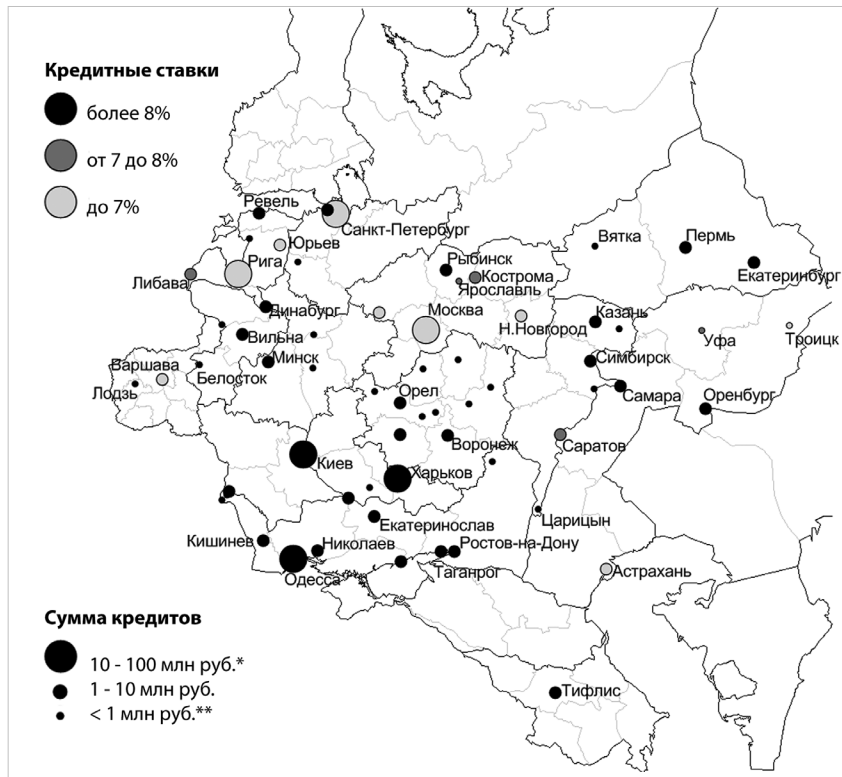 Кредитные ставки
более 8%
от 7 до 8%
до 7%
Ревель
Санкт-Петербург
Юрьев
Рига
Либава
Вятка
Пермь
Екатеринбург
Рыбинск
Кострома
Ярославль
Динабург
Москва
Н.Новгород
Казань
Вильна
Уфа
Троицк
Минск
Варшава
Белосток
Лодзь
Симбирск
Самара
Оренбург
Орел
Воронеж
Саратов
Киев
Харьков
Царицын
Екатеринослав
Кишинев
Николаев
Ростов-на-Дону
Одесса
Таганрог
Астрахань
Тифлис
Сумма кредитов
10 - 100 млн руб.*
1 - 10 млн руб.
< 1 млн руб.**